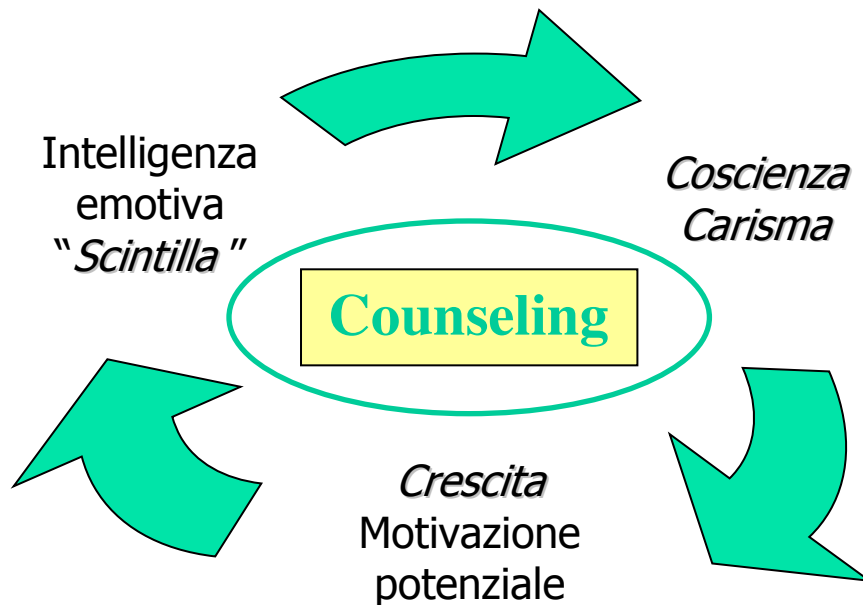 Intelligenza
emotiva
“Scintilla ”
Coscienza
Carisma
Counseling
Crescita
Motivazione
potenziale